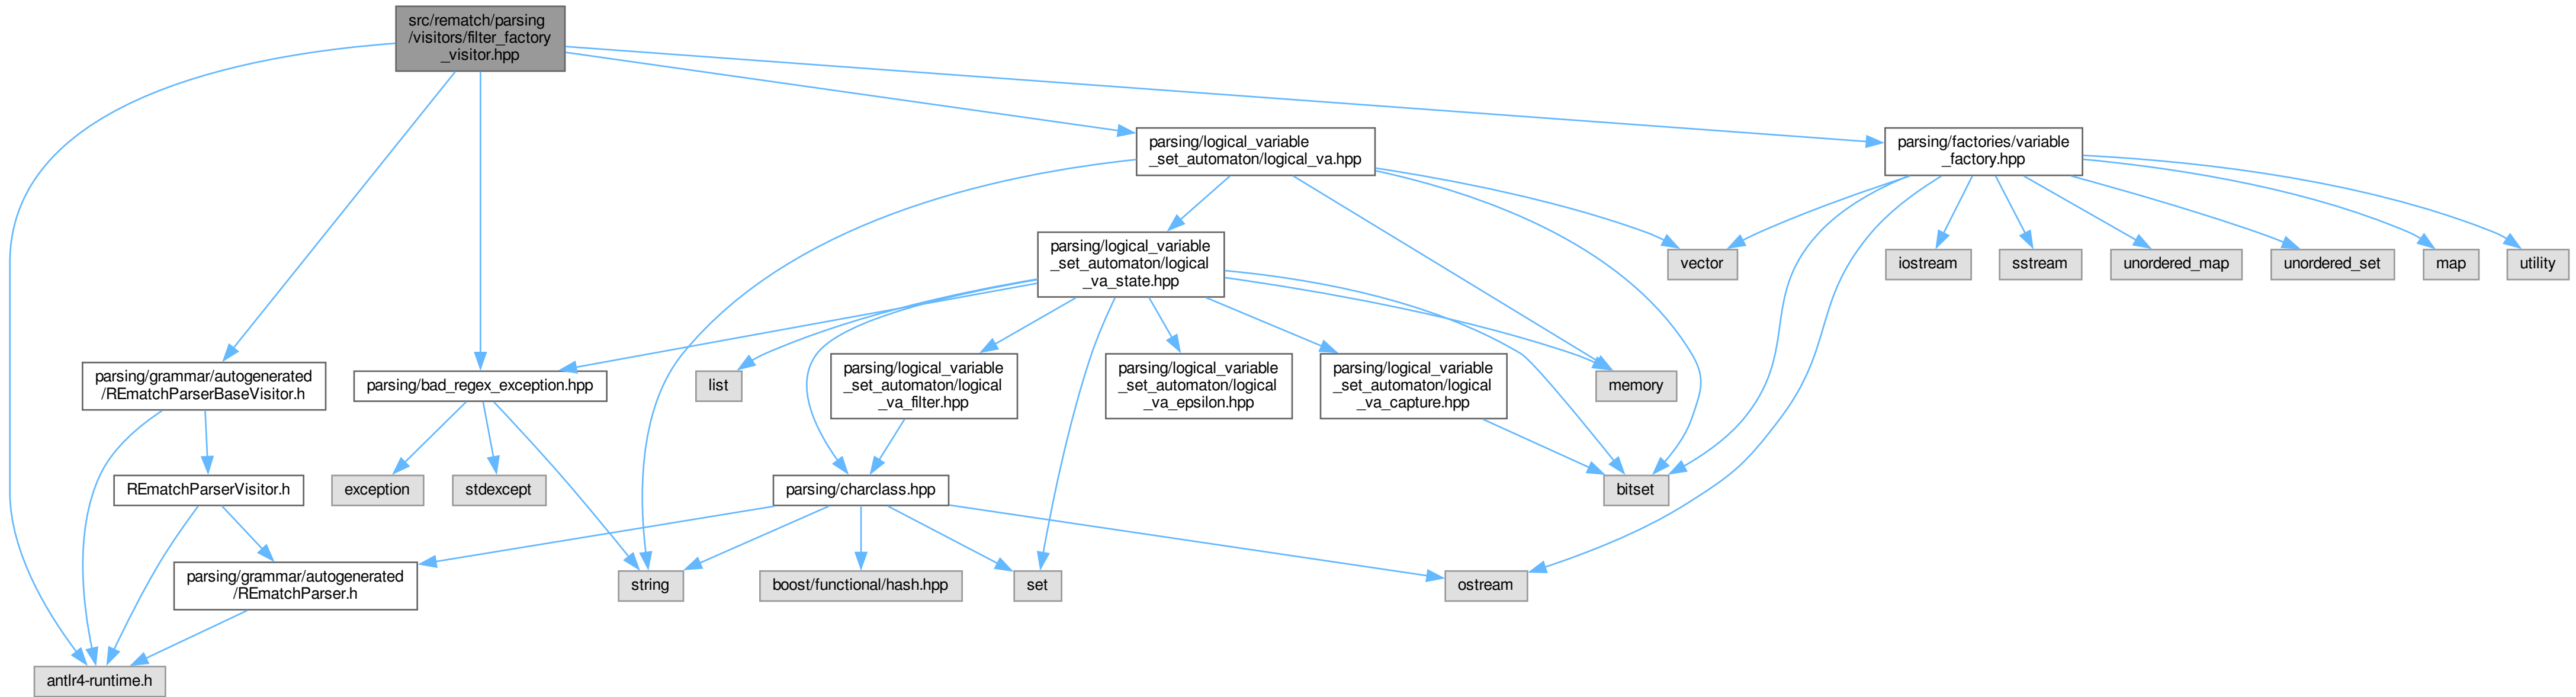 src/rematch/parsing
/visitors/filter_factory
_visitor.hpp
parsing/logical_variable
_set_automaton/logical_va.hpp
parsing/factories/variable
_factory.hpp
parsing/logical_variable
_set_automaton/logical
_va_state.hpp
vector
iostream
sstream
unordered_map
unordered_set
map
utility
parsing/grammar/autogenerated
/REmatchParserBaseVisitor.h
parsing/bad_regex_exception.hpp
list
parsing/logical_variable
_set_automaton/logical
_va_filter.hpp
parsing/logical_variable
_set_automaton/logical
_va_epsilon.hpp
parsing/logical_variable
_set_automaton/logical
_va_capture.hpp
memory
REmatchParserVisitor.h
exception
stdexcept
parsing/charclass.hpp
bitset
parsing/grammar/autogenerated
/REmatchParser.h
string
boost/functional/hash.hpp
set
ostream
antlr4-runtime.h